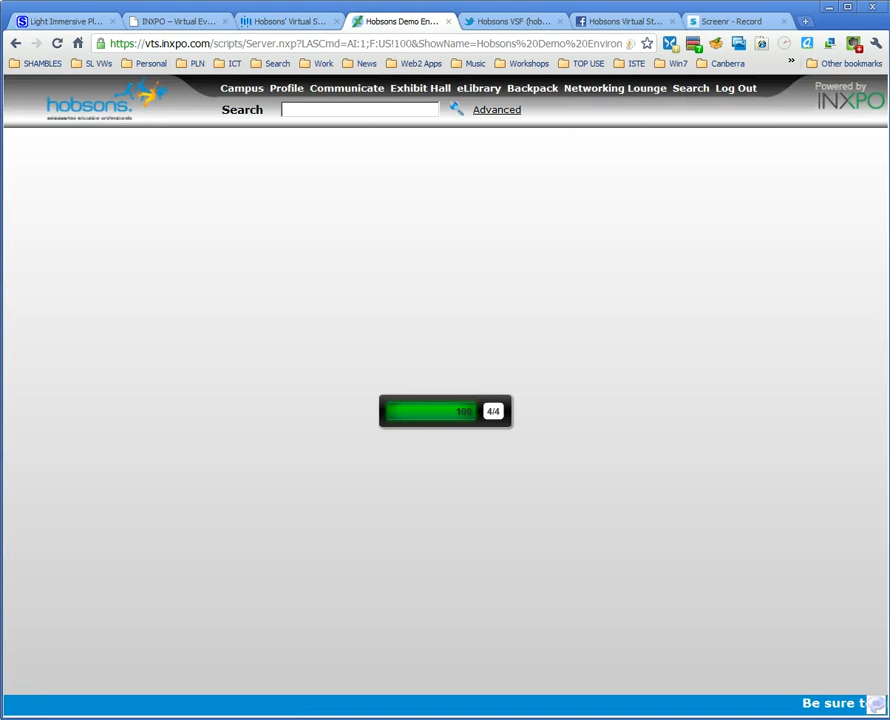 Light Immersive Pl...
INXPO – Virtual Ev...
Hobsons' Virtual S...
Hobsons Demo En...
Hobsons VSF (hob...
Hobsons Virtual St...
Screenr - Record
https://vts.inxpo.com/scripts/Server.nxp?LASCmd=AI:1;F:US!100&ShowName=Hobsons%20Demo%20Environ
SHAMBLES
SL VWs
Personal
PLN
ICT
Search
Work
News
Web2 Apps
Music
Workshops
TOP USE
ISTE
Win7
Canberra
»
Other bookmarks
hobsons.
Campus Profile Communicate Exhibit Hall eLibrary Backpack Networking Lounge Search Log Out
Powered by
INXPO
Search
Advanced
100
4/4
Be sure t